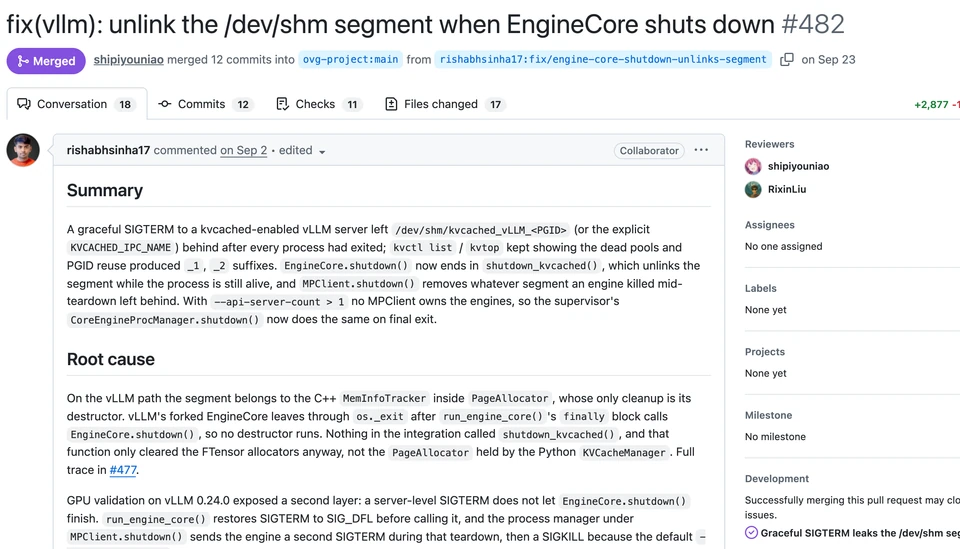 fix(vllm): unlink the /dev/shm segment when EngineCore shuts down #482
Merged shipiyouniao merged 12 commits into ovg-project:main from rishabhsinha17:fix/engine-core-shutdown-unlinks-segment on Sep 23
Conversation 18 Commits 12 Checks 11 Files changed 17 +2,877
rishabhsinha17 commented on Sep 2 • edited Collaborator
Summary
A graceful SIGTERM to a kvcached-enabled vLLM server left /dev/shm/kvcached_vLLM_<PGID> (or the explicit
KVCACHED_IPC_NAME ) behind after every process had exited; kvctl list / kvtop kept showing the dead pools and
PGID reuse produced _1 , _2 suffixes. EngineCore.shutdown() now ends in shutdown_kvcached() , which unlinks the
segment while the process is still alive, and MPClient.shutdown() removes whatever segment an engine killed mid-
teardown left behind. With --api-server-count > 1 no MPClient owns the engines, so the supervisor's
CoreEngineProcManager.shutdown() now does the same on final exit.
Root cause
On the vLLM path the segment belongs to the C++ MemInfoTracker inside PageAllocator , whose only cleanup is its
destructor. vLLM's forked EngineCore leaves through os._exit after run_engine_core() 's finally block calls
EngineCore.shutdown() , so no destructor runs. Nothing in the integration called shutdown_kvcached() , and that
function only cleared the FTensor allocators anyway, not the PageAllocator held by the Python KVCacheManager . Full
trace in #477.
GPU validation on vLLM 0.24.0 exposed a second layer: a server-level SIGTERM does not let EngineCore.shutdown()
finish. run_engine_core() restores SIGTERM to SIG_DFL before calling it, and the process manager under
MPClient.shutdown() sends the engine a second SIGTERM during that teardown, then a SIGKILL because the default -
Reviewers
shipiyouniao
RixinLiu
Assignees
No one assigned
Labels
None yet
Projects
None yet
Milestone
No milestone
Development
Successfully merging this pull request may clo
issues.
Graceful SIGTERM leaks the /dev/shm seg